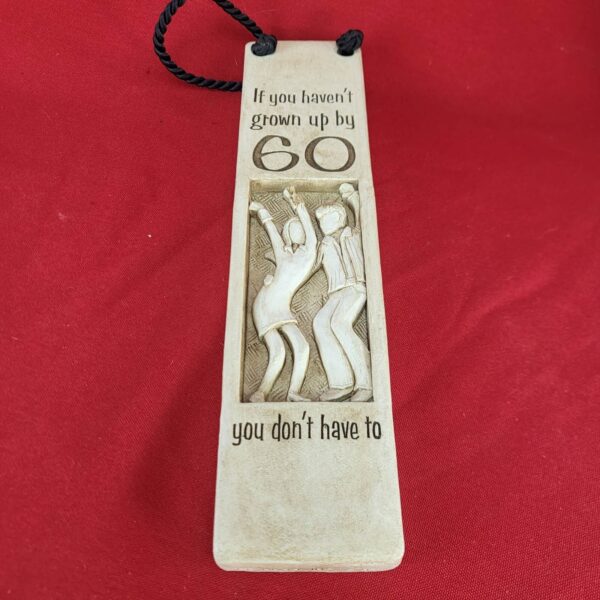 If you haven't
grown up by
60
you don't have to